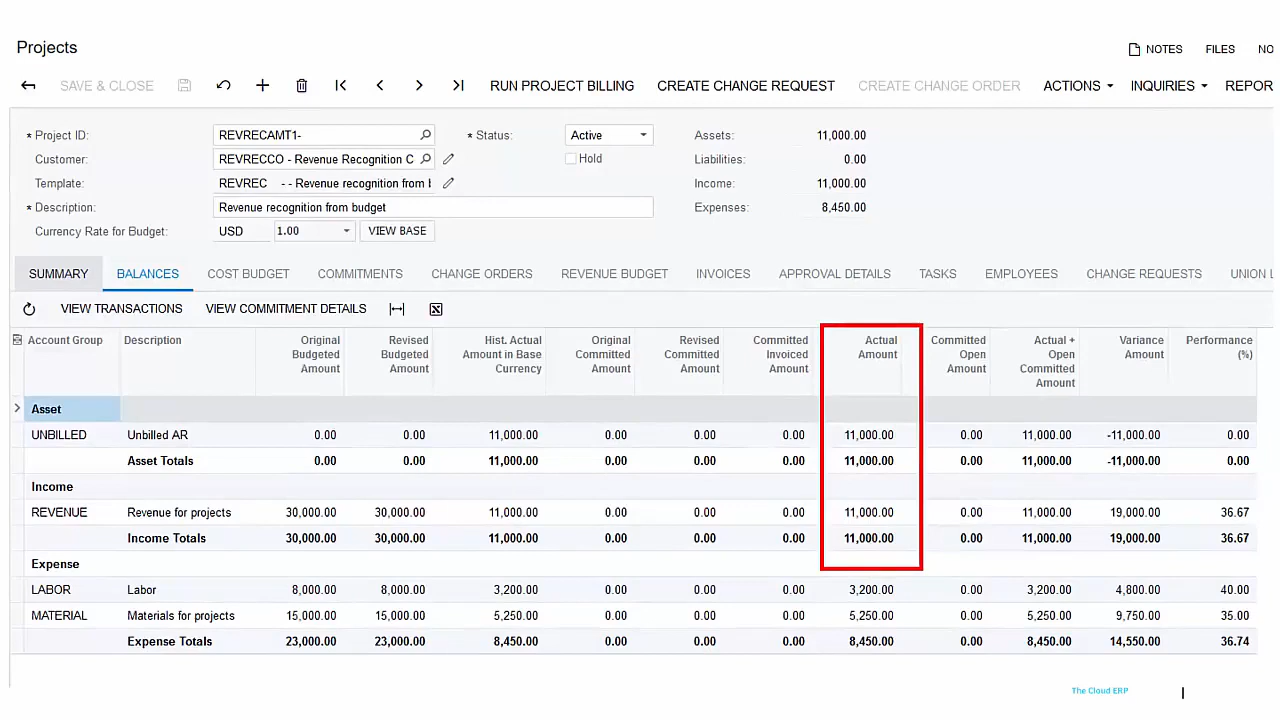 Projects
NOTES FILES NO
SAVE & CLOSE RUN PROJECT BILLING CREATE CHANGE REQUEST CREATE CHANGE ORDER ACTIONS INQUIRIES REPOR
* Project ID: REVRECAMT1- * Status: Active Assets: 11,000.00
Customer: REVRECCO - Revenue Recognition C Hold Liabilities: 0.00
Template: REVREC - - Revenue recognition from b Income: 11,000.00
* Description: Revenue recognition from budget Expenses: 8,450.00
Currency Rate for Budget: USD 1.00 VIEW BASE
SUMMARY BALANCES COST BUDGET COMMITMENTS CHANGE ORDERS REVENUE BUDGET INVOICES APPROVAL DETAILS TASKS EMPLOYEES CHANGE REQUESTS UNION L
VIEW TRANSACTIONS VIEW COMMITMENT DETAILS
Account Group Description Original Revised Hist. Actual Original Revised Committed Actual Committed Actual + Variance Performance
Budgeted Budgeted Amount in Base Committed Committed Invoiced Amount Open Open Amount (%)
Amount Amount Currency Amount Amount Amount Amount Committed
Amount
Asset
UNBILLED Unbilled AR 0.00 0.00 11,000.00 0.00 0.00 0.00 11,000.00 0.00 11,000.00 -11,000.00 0.00
Asset Totals 0.00 0.00 11,000.00 0.00 0.00 0.00 11,000.00 0.00 11,000.00 -11,000.00 0.00
Income
REVENUE Revenue for projects 30,000.00 30,000.00 11,000.00 0.00 0.00 0.00 11,000.00 0.00 11,000.00 19,000.00 36.67
Income Totals 30,000.00 30,000.00 11,000.00 0.00 0.00 0.00 11,000.00 0.00 11,000.00 19,000.00 36.67
Expense
LABOR Labor 8,000.00 8,000.00 3,200.00 0.00 0.00 0.00 3,200.00 0.00 3,200.00 4,800.00 40.00
MATERIAL Materials for projects 15,000.00 15,000.00 5,250.00 0.00 0.00 0.00 5,250.00 0.00 5,250.00 9,750.00 35.00
Expense Totals 23,000.00 23,000.00 8,450.00 0.00 0.00 0.00 8,450.00 0.00 8,450.00 14,550.00 36.74
The Cloud ERP